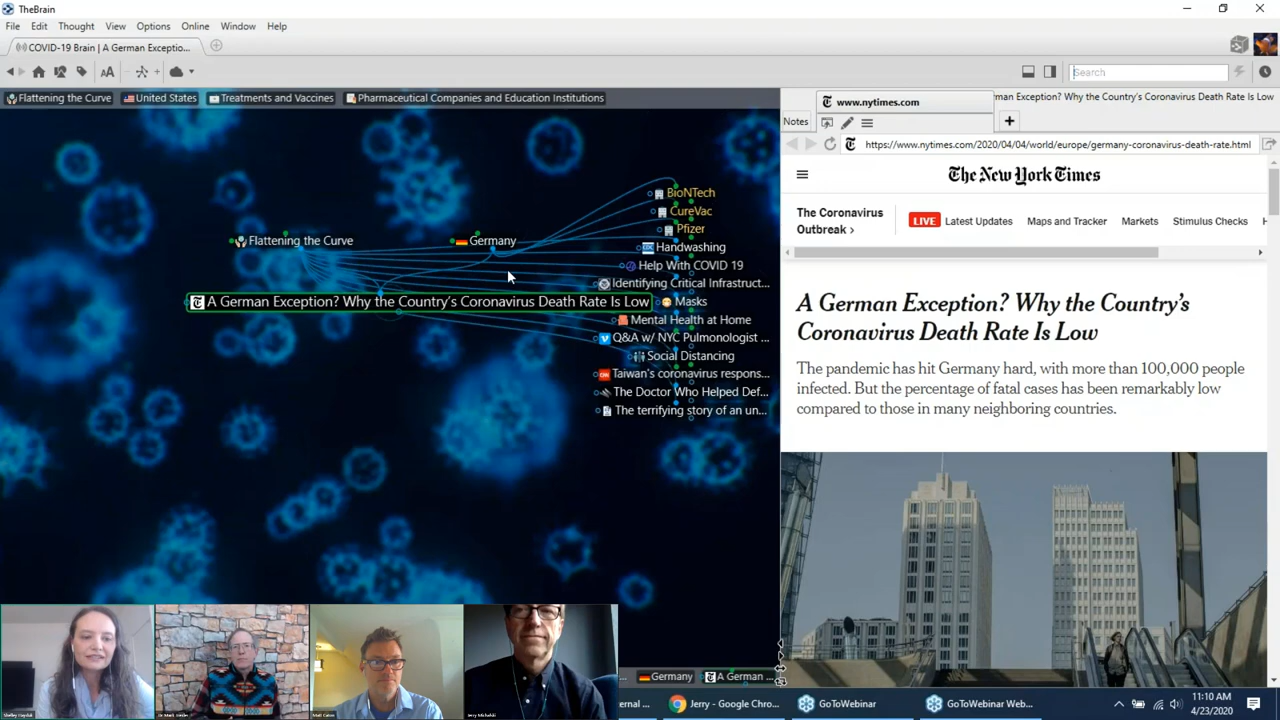 TheBrain
File Edit Thought View Options Online Window Help
COVID-19 Brain | A German Exceptio...
AA
Search
Flattening the Curve United States Treatments and Vaccines Pharmaceutical Companies and Education Institutions
BioNTech
CureVac
Pfizer
Flattening the Curve Germany
Handwashing
Help With COVID 19
Identifying Critical Infrastruct...
A German Exception? Why the Country's Coronavirus Death Rate Is Low
Masks
Mental Health at Home
Q&A w/ NYC Pulmonologist ...
Social Distancing
Taiwan's coronavirus respons...
The Doctor Who Helped Def...
The terrifying story of an un...
Germany A German ...
www.nytimes.com
man Exception? Why the Country's Coronavirus Death Rate Is Low
Notes
https://www.nytimes.com/2020/04/04/world/europe/germany-coronavirus-death-rate.html
The New York Times
The Coronavirus
Outbreak >
LIVE Latest Updates Maps and Tracker Markets Stimulus Checks H
A German Exception? Why the Country's
Coronavirus Death Rate Is Low
The pandemic has hit Germany hard, with more than 100,000 people
infected. But the percentage of fatal cases has been remarkably low
compared to those in many neighboring countries.
Jerry - Google Chro... GoToWebinar GoToWebinar Web...
11:10 AM
4/23/2020